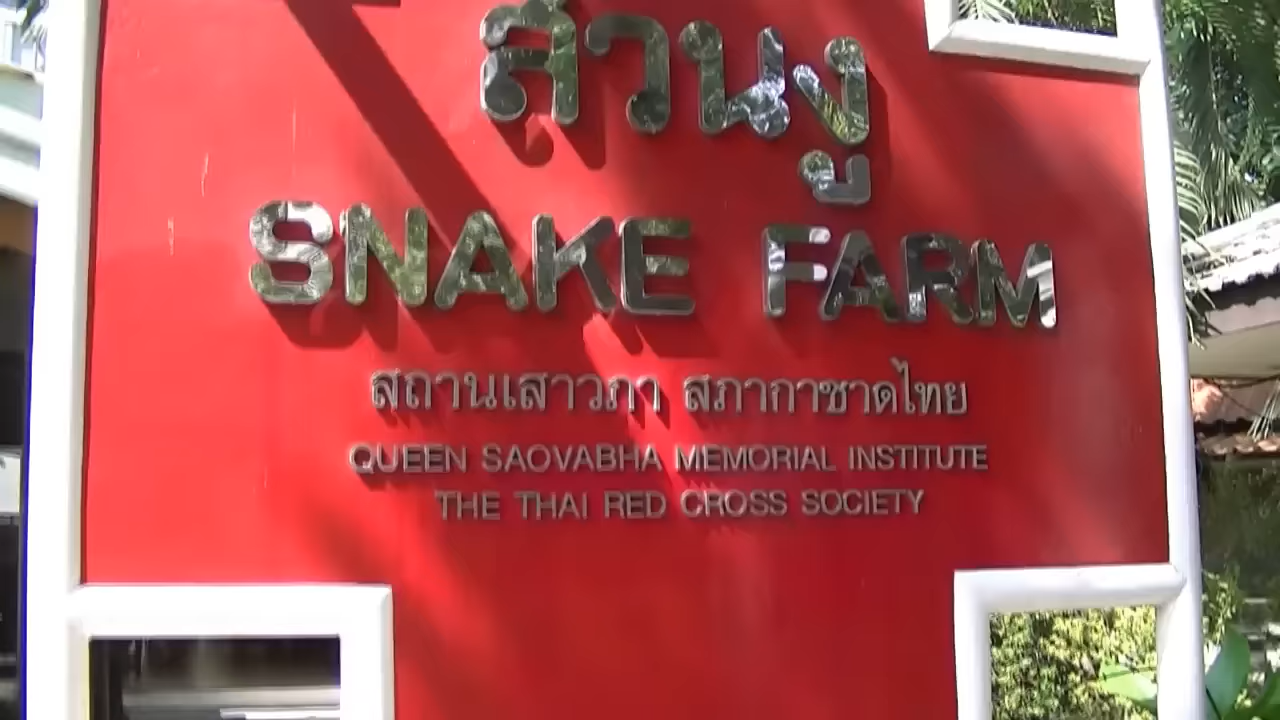 สวนงู
SNAKE FARM
สถานเสาวภา สภากาชาดไทย
QUEEN SAOVABHA MEMORIAL INSTITUTE
THE THAI RED CROSS SOCIETY